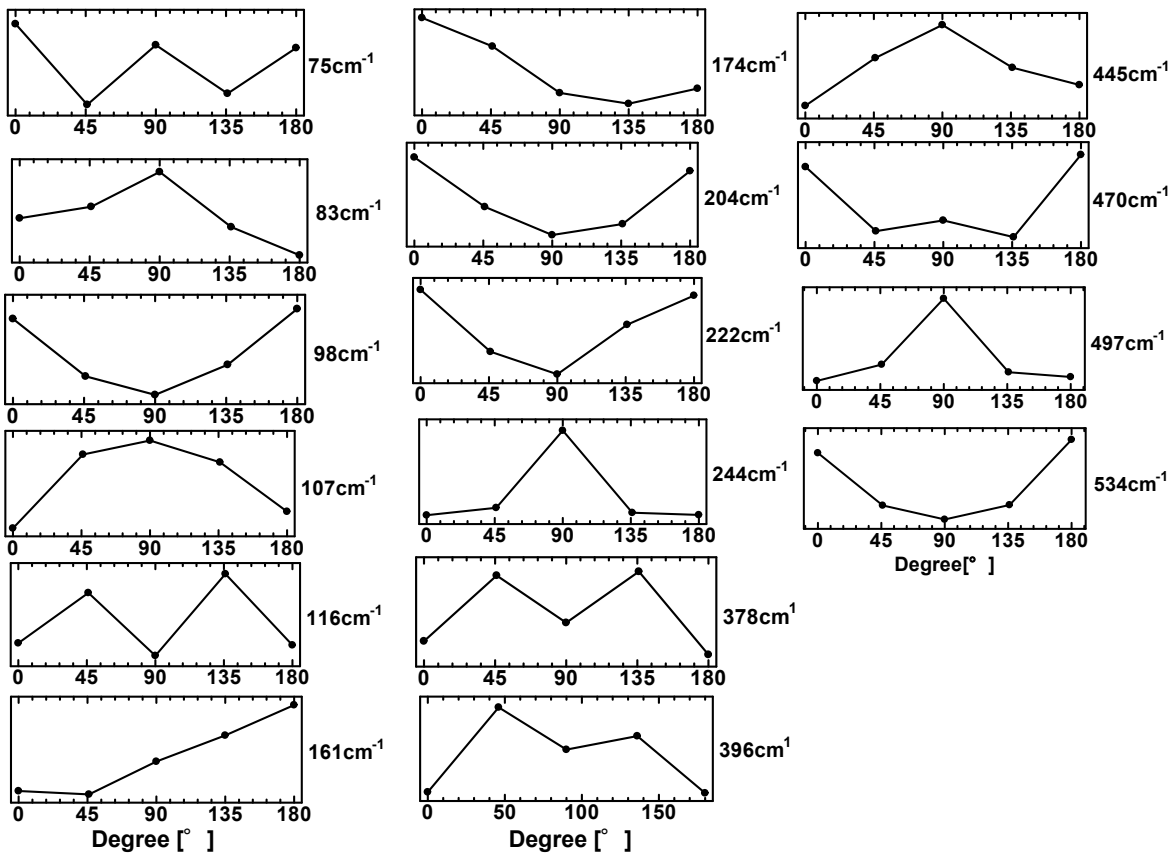 0 45 90 135 180
75cm-1
0 45 90 135 180
83cm-1
0 45 90 135 180
98cm-1
0 45 90 135 180
107cm-1
0 45 90 135 180
116cm-1
0 45 90 135 180
161cm-1
Degree [° ]
0 45 90 135 180
174cm-1
0 45 90 135 180
204cm-1
0 45 90 135 180
222cm-1
0 45 90 135 180
244cm-1
0 45 90 135 180
378cm1
0 50 100 150
396cm1
Degree [° ]
0 45 90 135 180
445cm-1
0 45 90 135 180
470cm-1
0 45 90 135 180
497cm-1
0 45 90 135 180
534cm-1
Degree[° ]